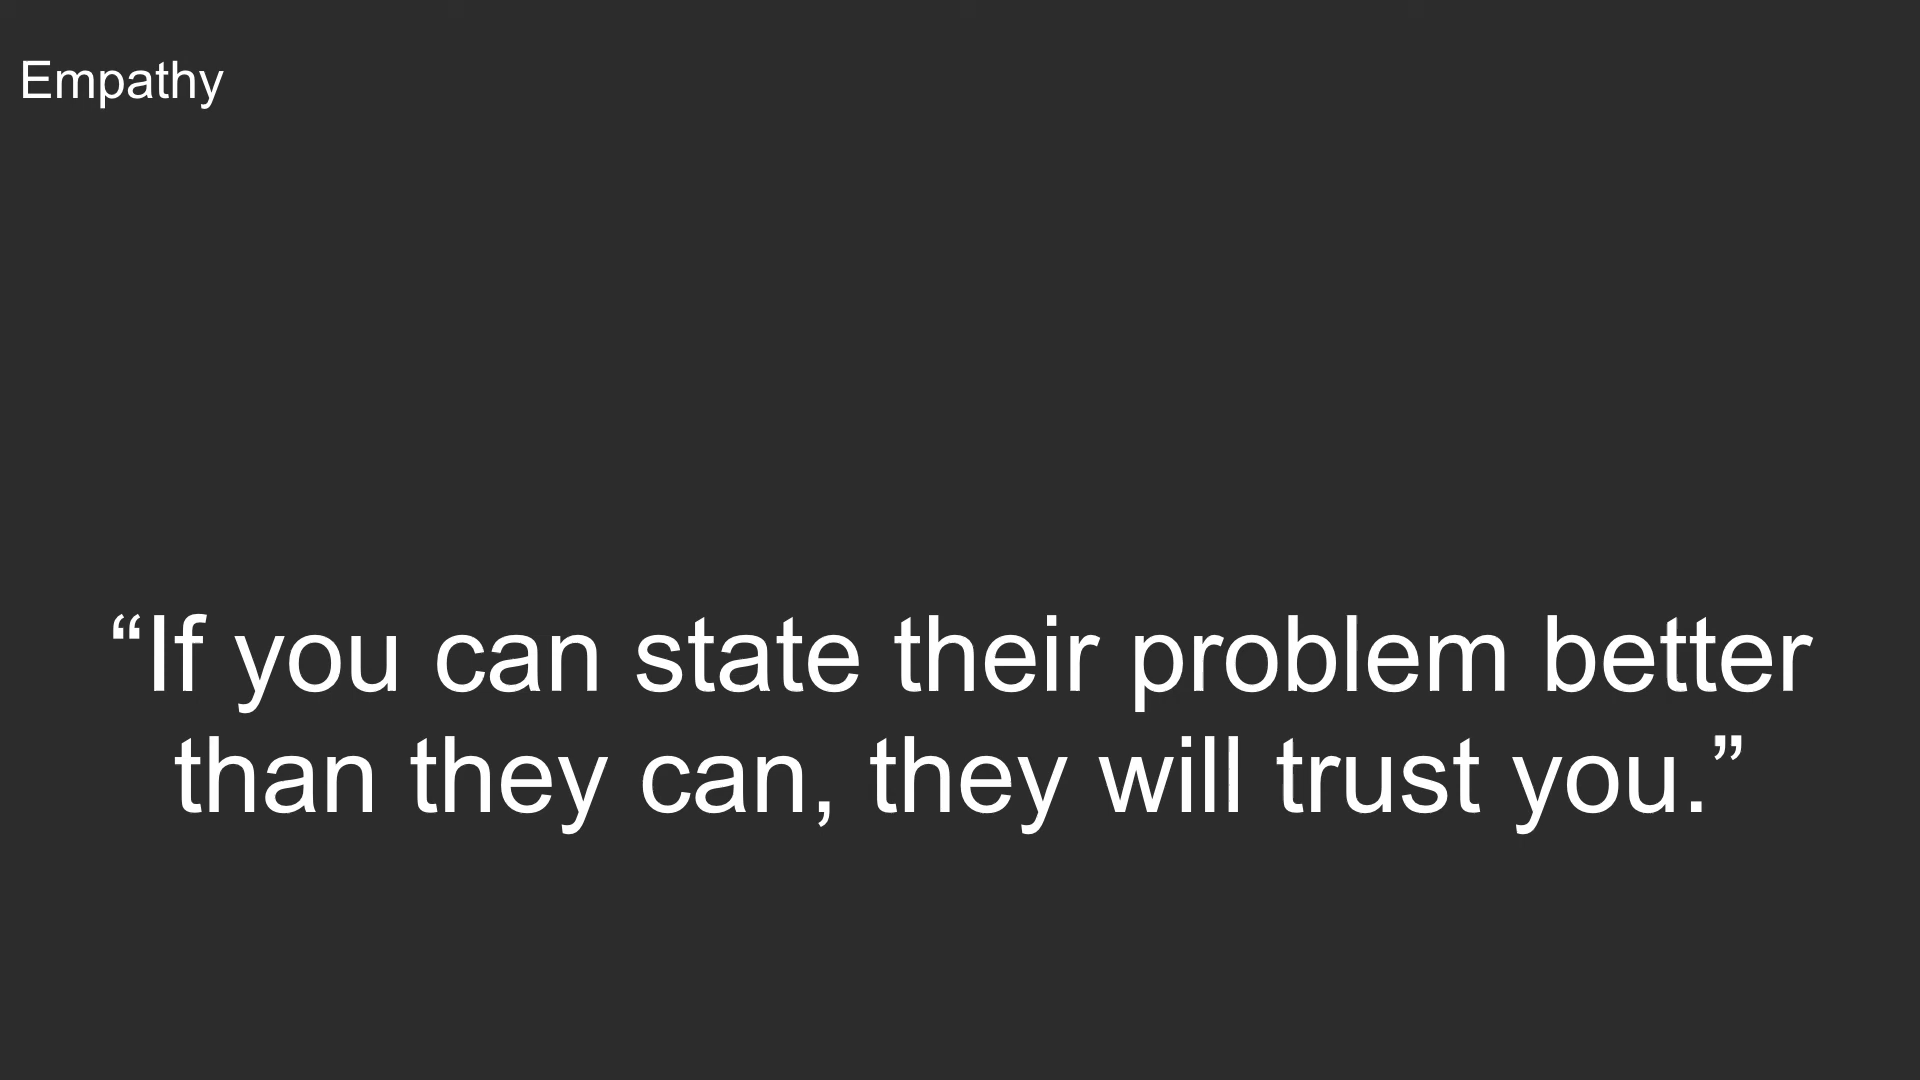 Empathy
“If you can state their problem better
than they can, they will trust you.”